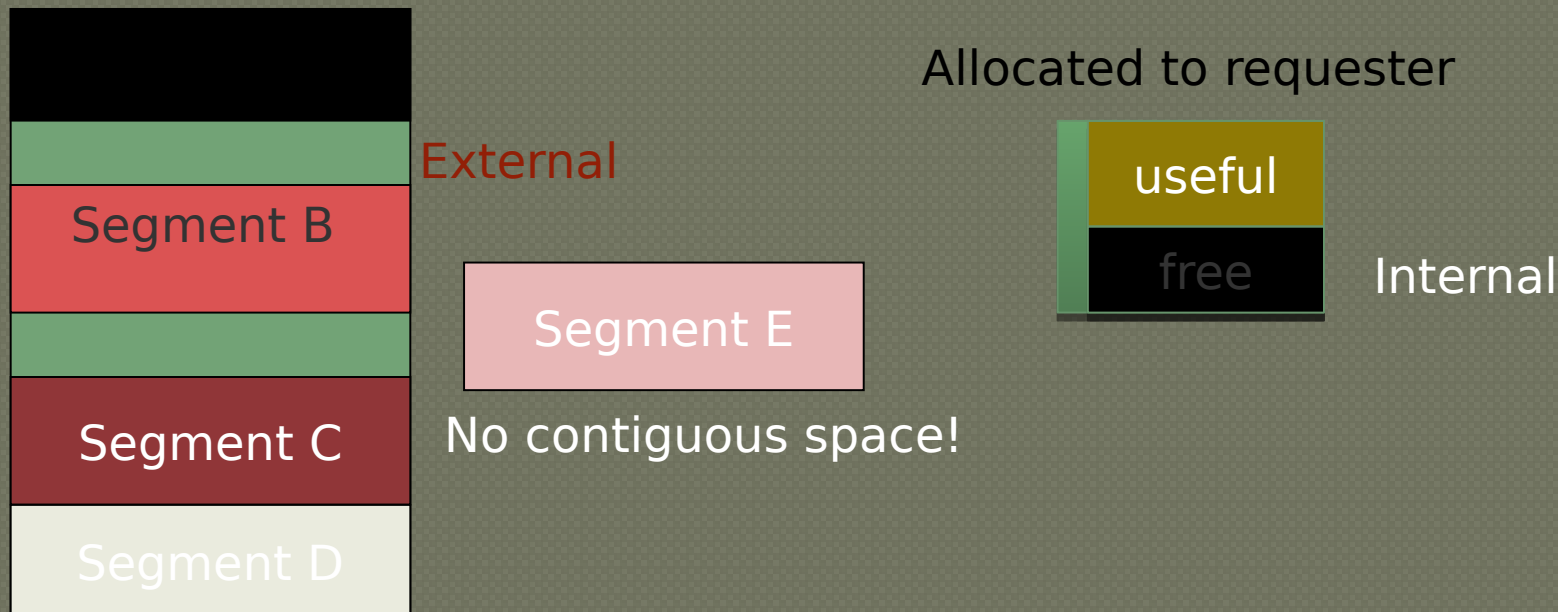 Allocated to requester
External
useful
Segment B
free
Internal
Segment E
No contiguous space!
Segment C
Segment D